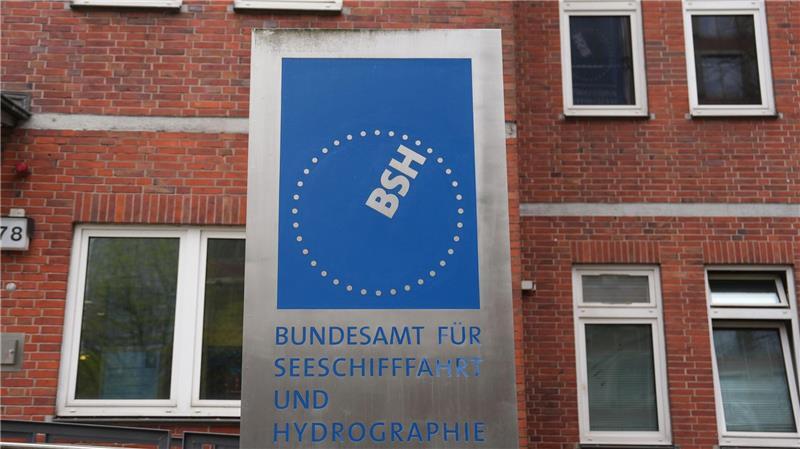 78
BSH
BUNDESAMT FÜR
SEESCHIFFFAHRT
UND
HYDROGRAPHIE